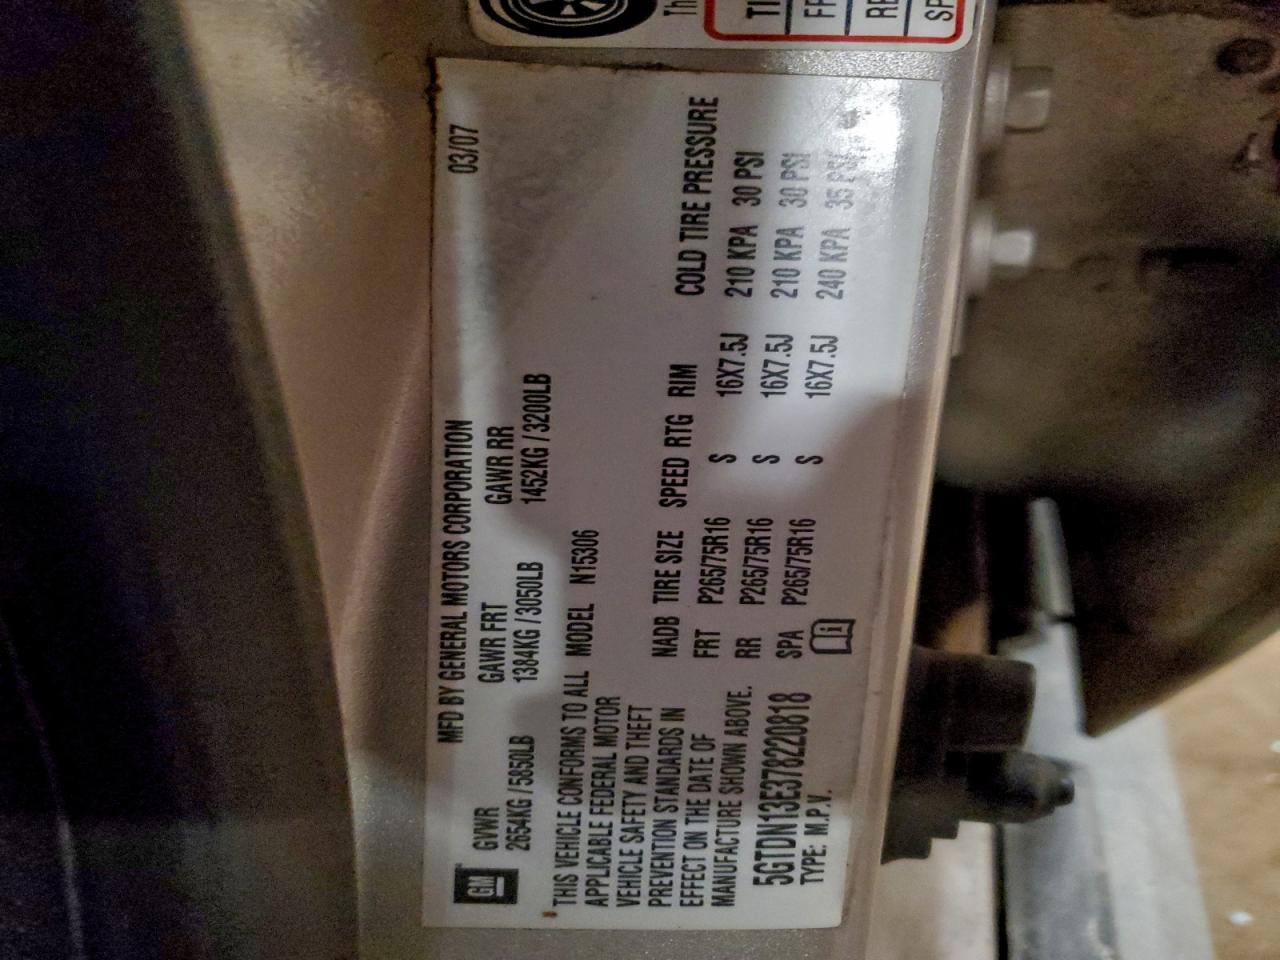 MFD BY GENERAL MOTORS CORPORATION 03/07
GM
GVWR GAWR FRT GAWR RR
2654KG / 5850LB 1384KG / 3050LB 1452KG / 3200LB
THIS VEHICLE CONFORMS TO ALL
APPLICABLE FEDERAL MOTOR
VEHICLE SAFETY AND THEFT
PREVENTION STANDARDS IN
EFFECT ON THE DATE OF
MANUFACTURE SHOWN ABOVE.
5GTDN13E378220818
TYPE: M.P.V.
MODEL N15306
NADB TIRE SIZE SPEED RTG RIM COLD TIRE PRESSURE
FRT P265/75R16 S 16X7.5J 210 KPA 30 PSI
RR P265/75R16 S 16X7.5J 210 KPA 30 PSI
SPA P265/75R16 S 16X7.5J 240 KPA 35 PSI